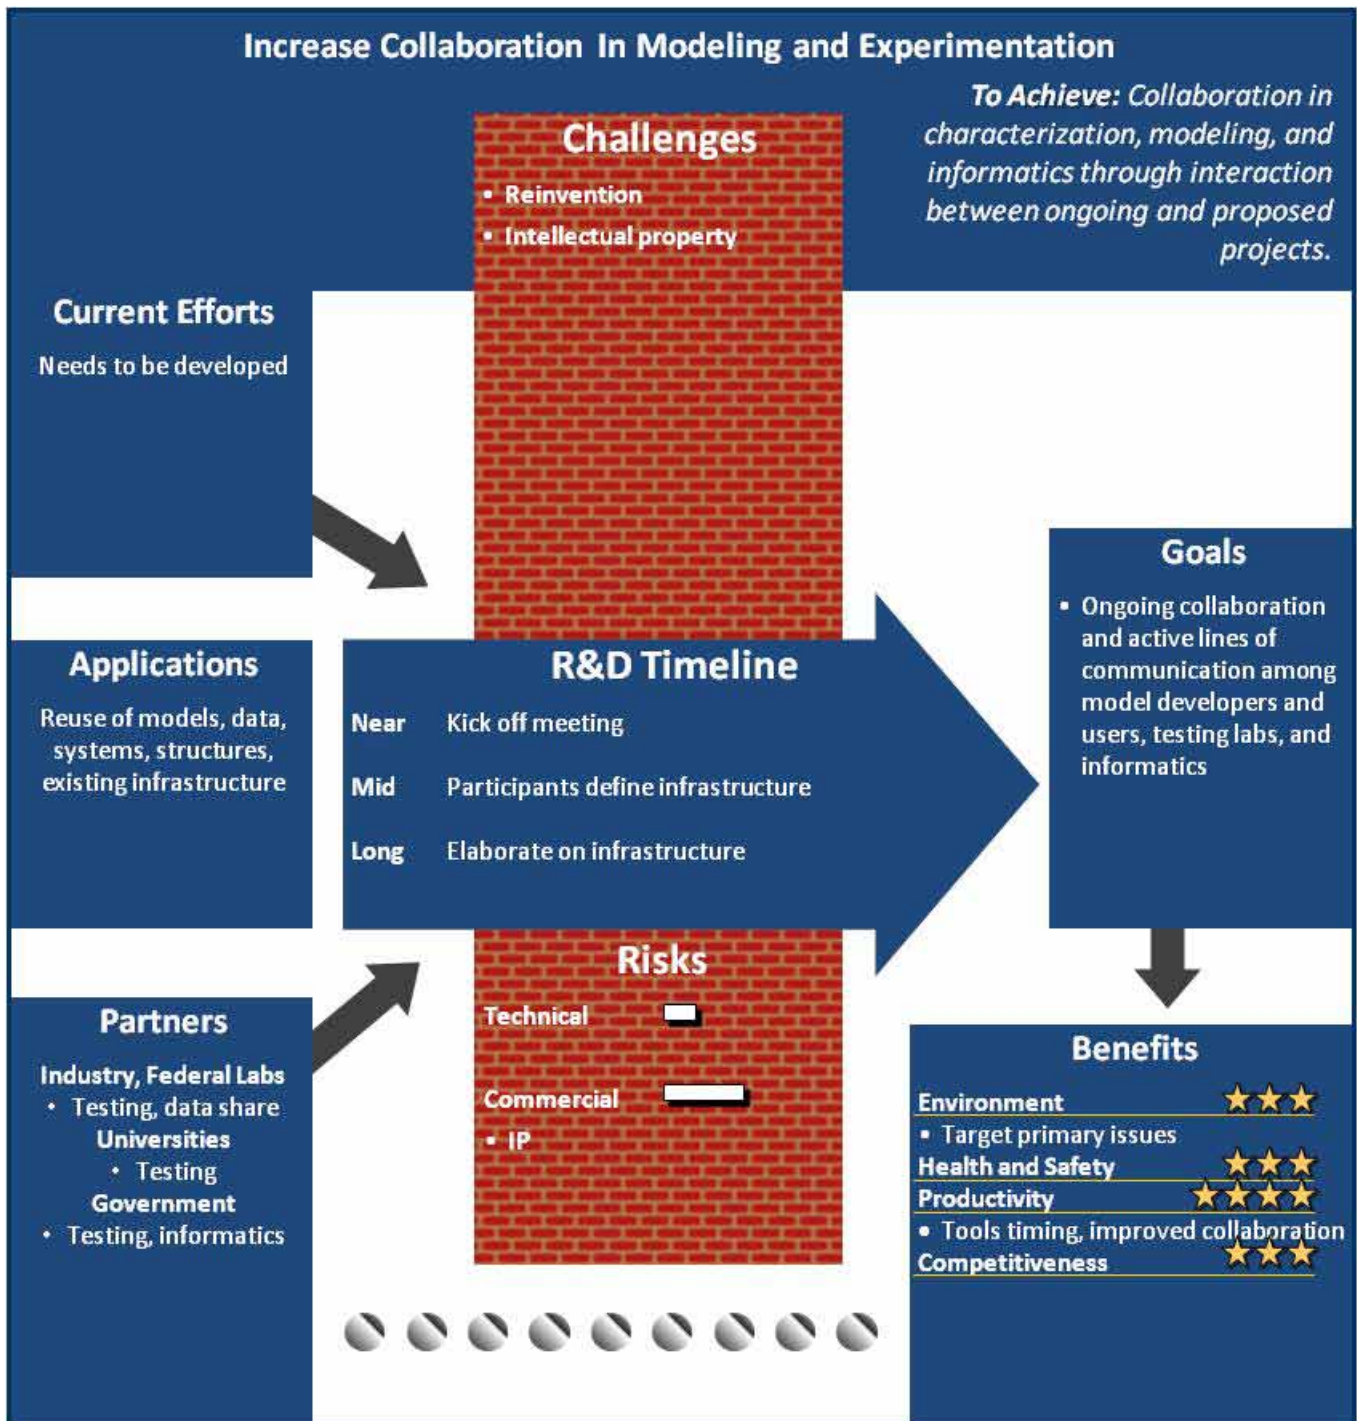 Increase Collaboration In Modeling and Experimentation
To Achieve: Collaboration in
characterization, modeling, and
informatics through interaction
between ongoing and proposed
projects.
Challenges
• Reinvention
• Intellectual property
Current Efforts
Needs to be developed
Applications
Reuse of models, data,
systems, structures,
existing infrastructure
Partners
Industry, Federal Labs
• Testing, data share
Universities
• Testing
Government
• Testing, informatics
R&D Timeline
Near Kick off meeting
Mid Participants define infrastructure
Long Elaborate on infrastructure
Risks
Technical
Commercial
• IP
Goals
• Ongoing collaboration
and active lines of
communication among
model developers and
users, testing labs, and
informatics
Benefits
Environment
• Target primary issues
Health and Safety
Productivity
• Tools timing, improved collaboration
Competitiveness